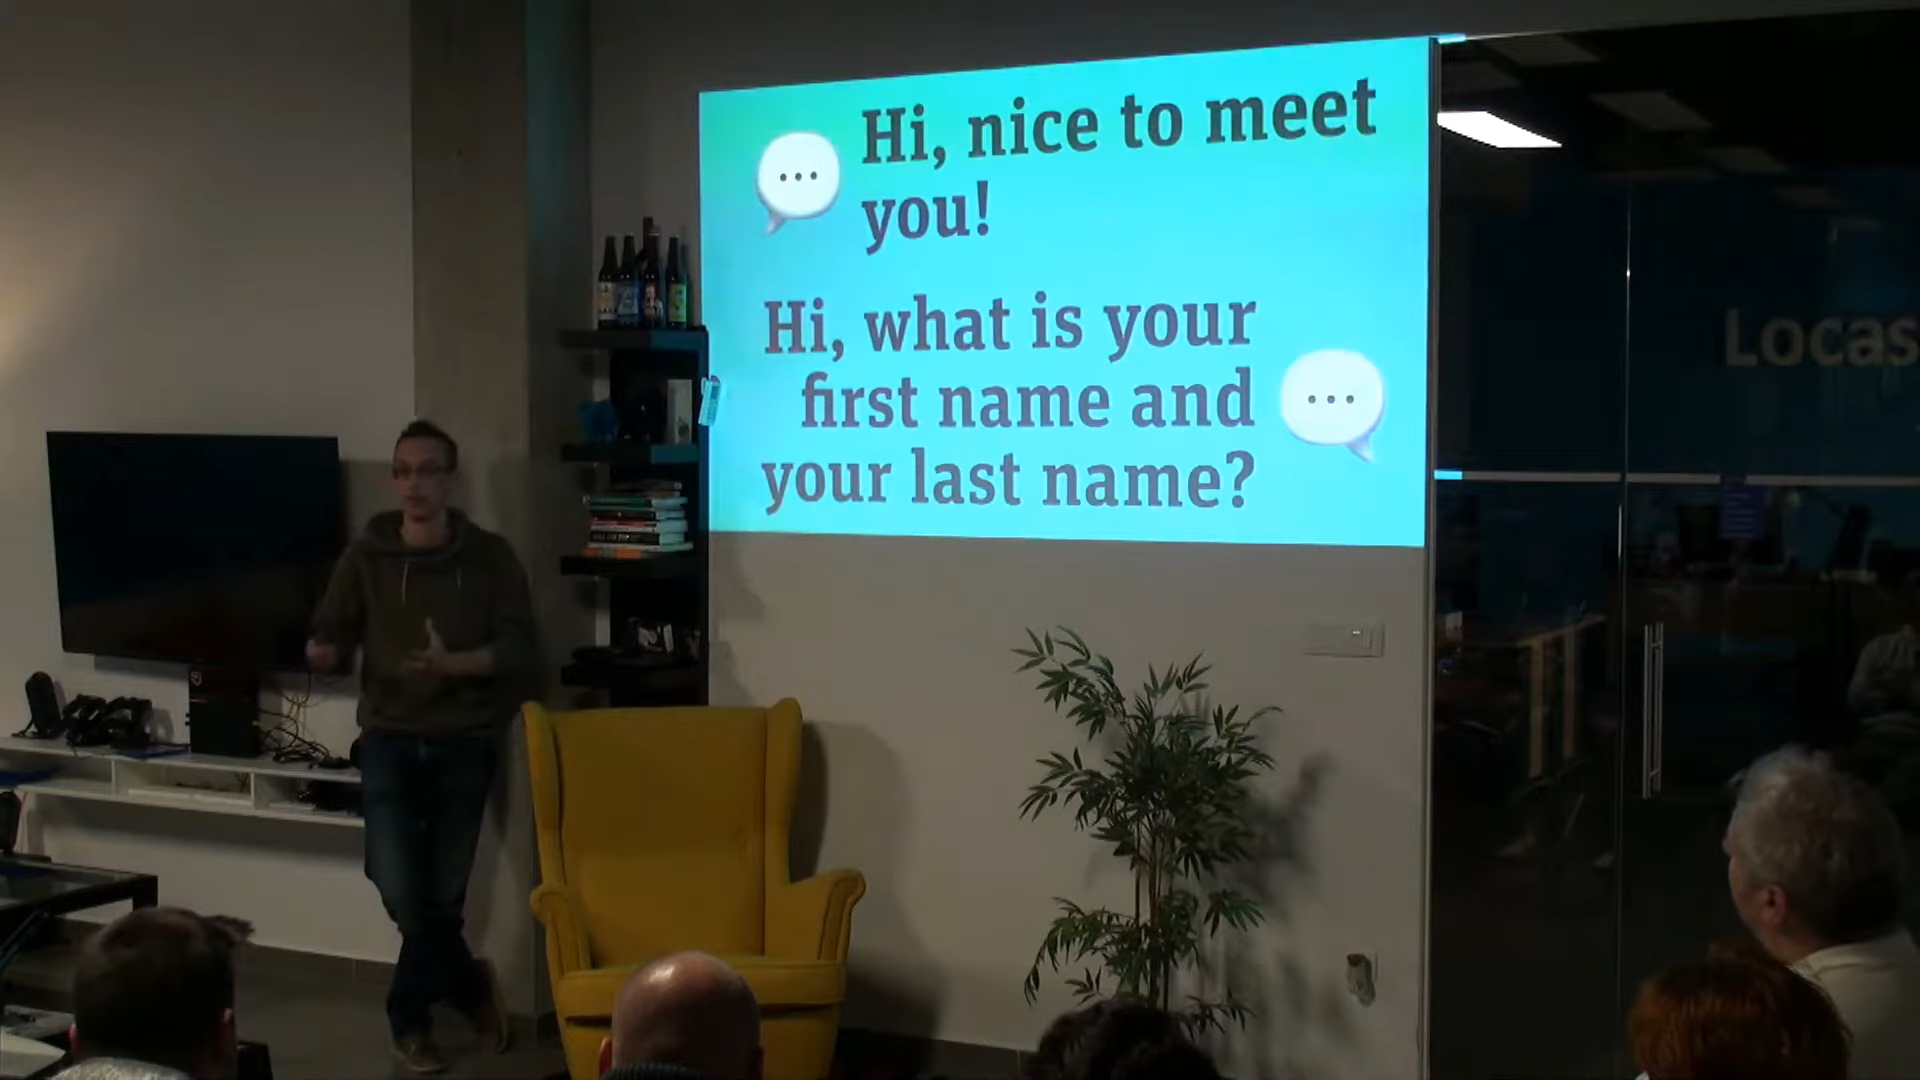 Hi, nice to meet
you!
Hi, what is your
first name and
your last name?
Locas